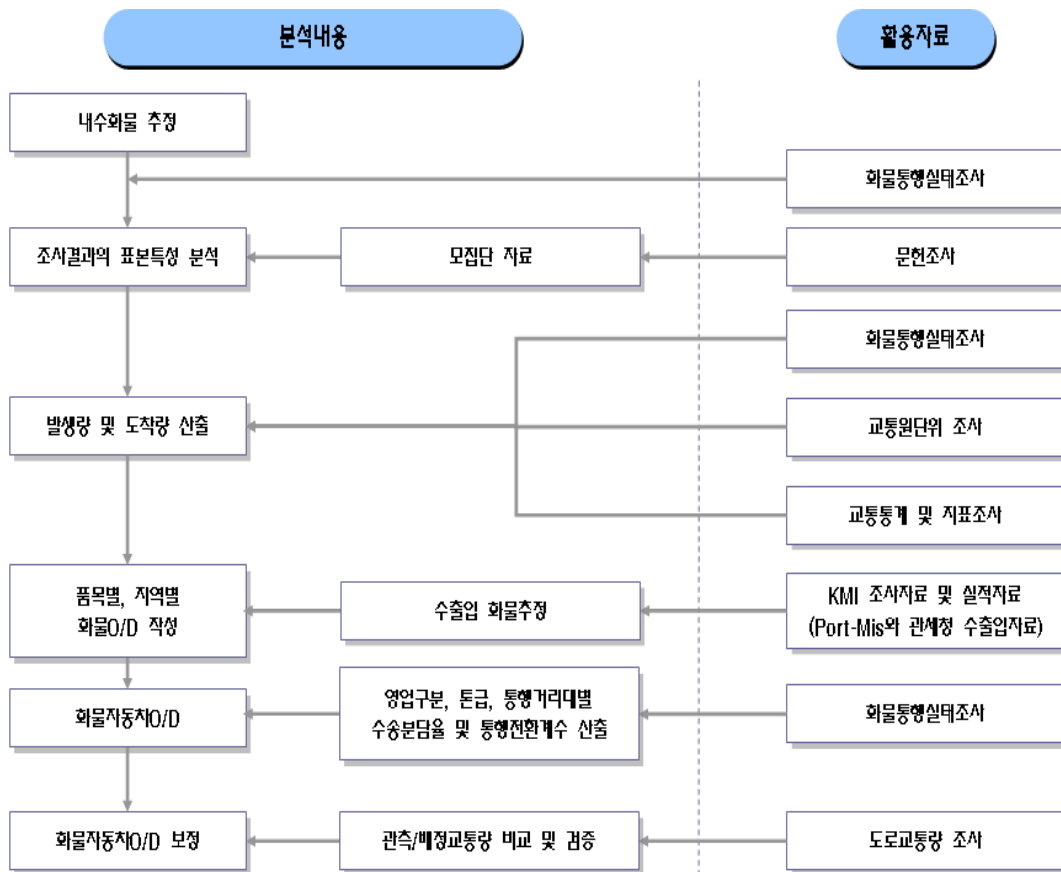 분석내용
활용자료
내수화물 추정
화물통행실태조사
조사결과의 표본특성 분석
모집단 자료
문헌조사
화물통행실태조사
발생량 및 도착량 산출
교통원단위 조사
교통통계 및 지표조사
품목별, 지역별
화물O/D 작성
수출입 화물추정
KMI 조사자료 및 실적자료
(Port-Mis와 관세청 수출입자료)
화물자동차O/D
영업구분, 톤급, 통행거리대별
수송분담율 및 통행전환계수 산출
화물통행실태조사
화물자동차O/D 보정
관측/배정교통량 비교 및 검증
도로교통량 조사